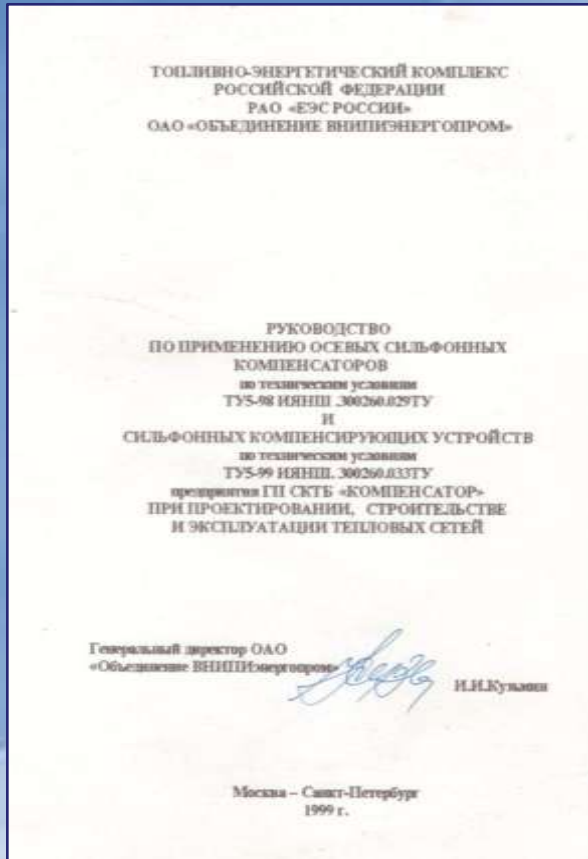 ТОПЛИВНО-ЭНЕРГЕТИЧЕСКИЙ КОМПЛЕКС
РОССИЙСКОЙ ФЕДЕРАЦИИ
РАО «ЕЭС РОССИИ»
ОАО «ОБЪЕДИНЕНИЕ ВНИПИЭНЕРГОПРОМ»
РУКОВОДСТВО
ПО ПРИМЕНЕНИЮ ОСЕВЫХ СИЛЬФОННЫХ
КОМПЕНСАТОРОВ
по техническим условиям
ТУ5-98 ИЯНШ .300260.029ТУ
И
СИЛЬФОННЫХ КОМПЕНСИРУЮЩИХ УСТРОЙСТВ
по техническим условиям
ТУ5-99 ИЯНШ. 300260.033ТУ
предприятия ГП СКТБ «КОМПЕНСАТОР»
ПРИ ПРОЕКТИРОВАНИИ, СТРОИТЕЛЬСТВЕ
И ЭКСПЛУАТАЦИИ ТЕПЛОВЫХ СЕТЕЙ
Генеральный директор ОАО
«Объединение ВНИПИэнергопром»
И.И.Кузьмин
Москва – Санкт-Петербург
1999 г.